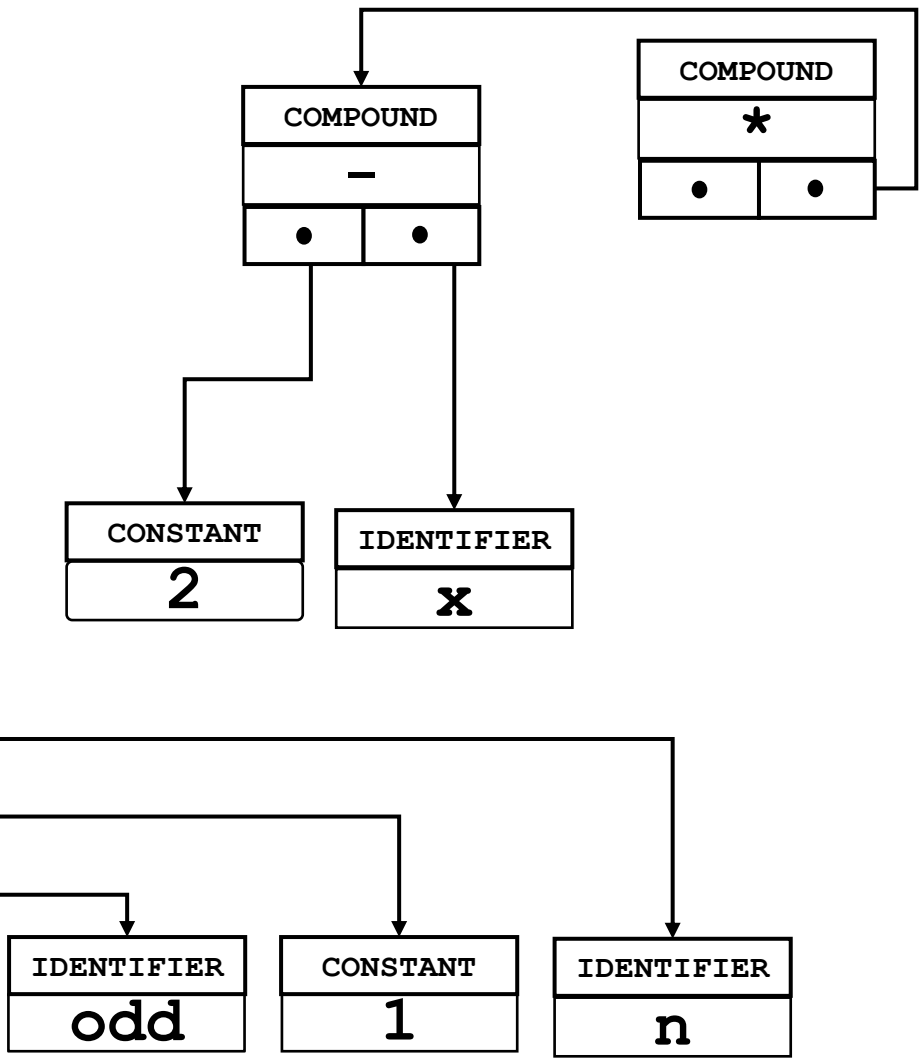 COMPOUND
*
COMPOUND
–
CONSTANT
2
IDENTIFIER
x
IDENTIFIER
odd
CONSTANT
1
IDENTIFIER
n